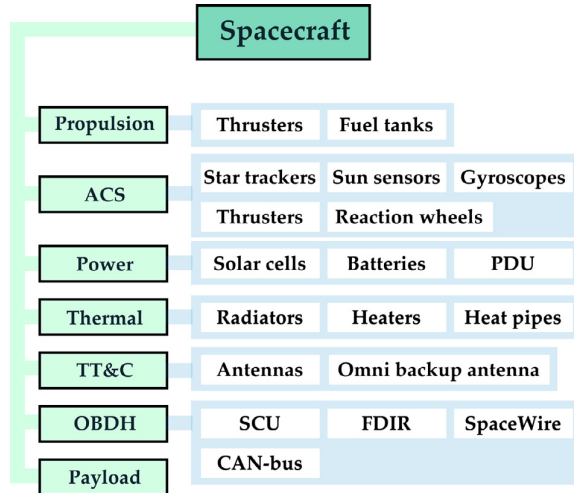 Spacecraft
Propulsion Thrusters Fuel tanks
Star trackers Sun sensors Gyroscopes
ACS
Thrusters Reaction wheels
Power Solar cells Batteries PDU
Thermal Radiators Heaters Heat pipes
TT&C Antennas Omni backup antenna
OBDH SCU FDIR SpaceWire
CAN-bus
Payload